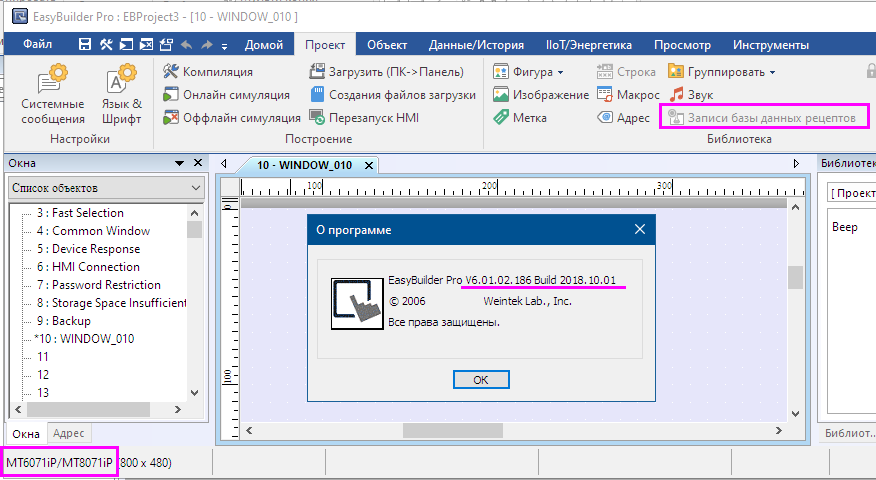 EasyBuilder Pro : EBProject3 - [10 - WINDOW_010 ]
Файл Домой Проект Объект Данные/История IIoT/Энергетика Просмотр Инструменты
Системные сообщения
Язык & Шрифт
Настройки
Компиляция
Онлайн симуляция
Оффлайн симуляция
Загрузить (ПК->Панель)
Создания файлов загрузки
Перезапуск HMI
Построение
Фигура
Изображение
Метка
Строка
Макрос
Адрес
Группировать
Звук
Записи базы данных рецептов
Библиотека
Окна
Список объектов
3 : Fast Selection
4 : Common Window
5 : Device Response
6 : HMI Connection
7 : Password Restriction
8 : Storage Space Insufficient
9 : Backup
*10 : WINDOW_010
11
12
13
Окна Адрес
10 - WINDOW_010
100 200 300
0
100
О программе
EasyBuilder Pro V6.01.02.186 Build 2018.10.01
© 2006 Weintek Lab., Inc.
Все права защищены.
OK
Библиотек
[ Проект
Beep
Библиот...
MT6071iP/MT8071iP (800 x 480)